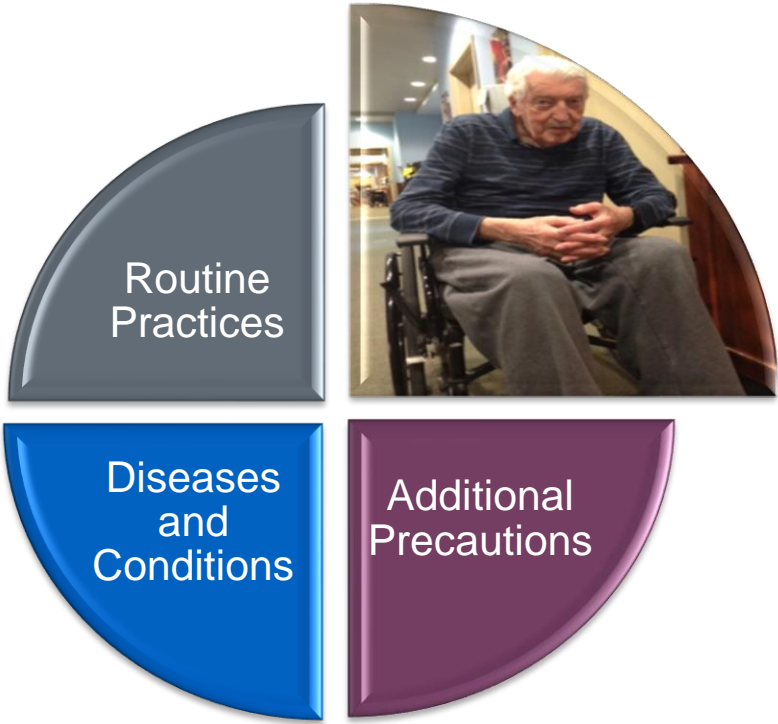 Routine
Practices
Diseases
and
Conditions
Additional
Precautions